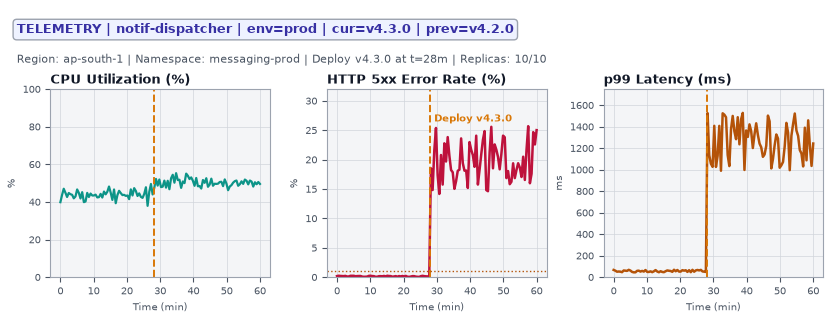 TELEMETRY | notif-dispatcher | env=prod | cur=v4.3.0 | prev=v4.2.0
Region: ap-south-1 | Namespace: messaging-prod | Deploy v4.3.0 at t=28m | Replicas: 10/10
CPU Utilization (%)
100
80
60
40
20
0
%
0 10 20 30 40 50 60
Time (min)
HTTP 5xx Error Rate (%)
Deploy v4.3.0
30
25
20
15
10
5
0
%
0 10 20 30 40 50 60
Time (min)
p99 Latency (ms)
1600
1400
1200
1000
800
600
400
200
0
ms
0 10 20 30 40 50 60
Time (min)